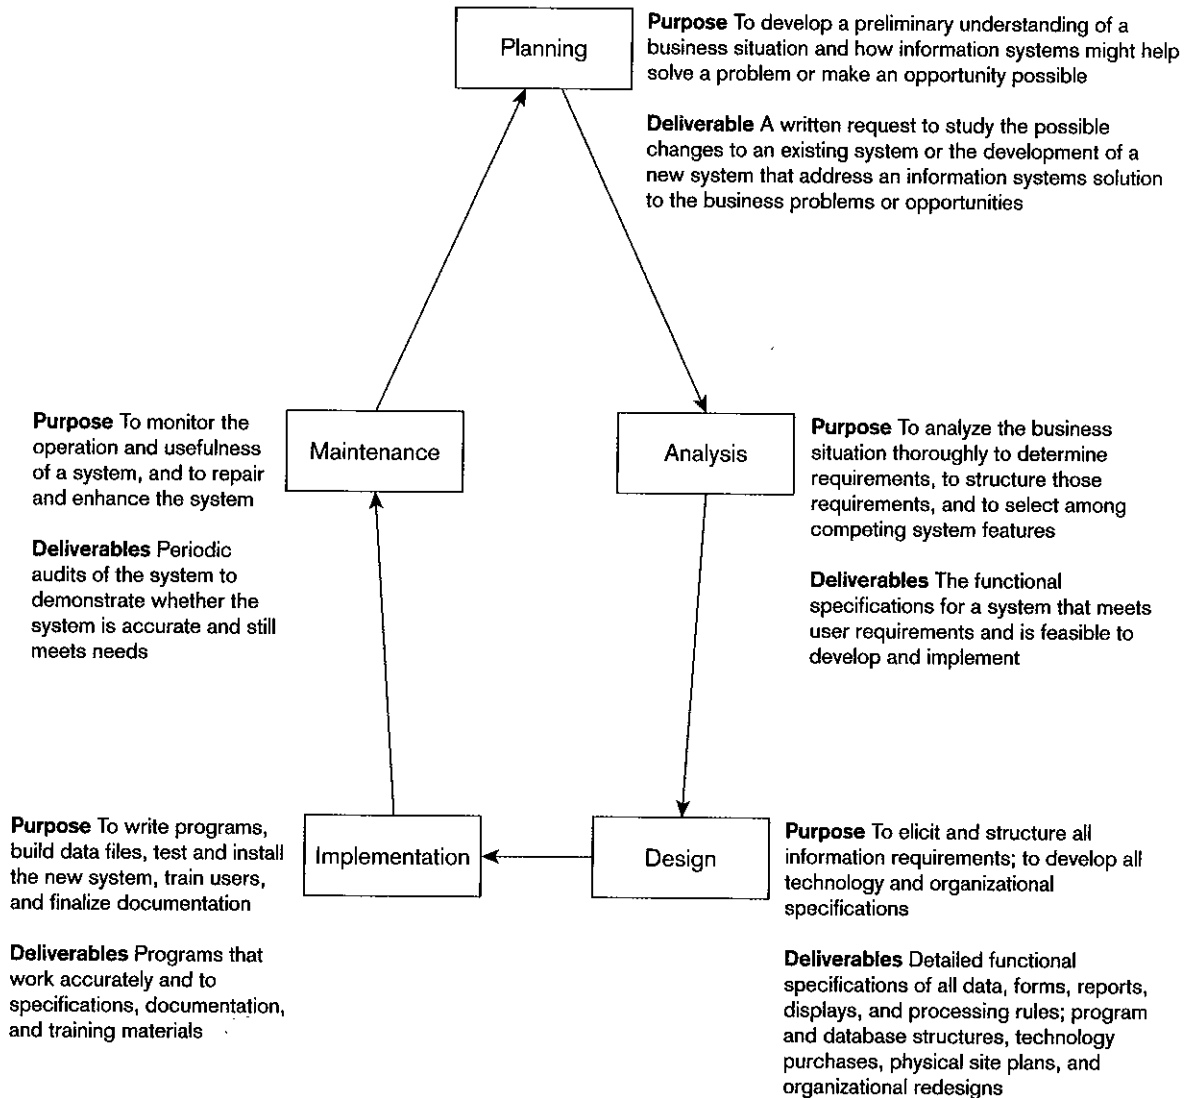 Planning
Purpose To develop a preliminary understanding of a
business situation and how information systems might help
solve a problem or make an opportunity possible
Deliverable A written request to study the possible
changes to an existing system or the development of a
new system that address an information systems solution
to the business problems or opportunities
Purpose To monitor the
operation and usefulness
of a system, and to repair
and enhance the system
Deliverables Periodic
audits of the system to
demonstrate whether the
system is accurate and still
meets needs
Maintenance
Analysis
Purpose To analyze the business
situation thoroughly to determine
requirements, to structure those
requirements, and to select among
competing system features
Deliverables The functional
specifications for a system that meets
user requirements and is feasible to
develop and implement
Purpose To write programs,
build data files, test and install
the new system, train users,
and finalize documentation
Deliverables Programs that
work accurately and to
specifications, documentation,
and training materials
Implementation
Design
Purpose To elicit and structure all
information requirements; to develop all
technology and organizational
specifications
Deliverables Detailed functional
specifications of all data, forms, reports,
displays, and processing rules; program
and database structures, technology
purchases, physical site plans, and
organizational redesigns